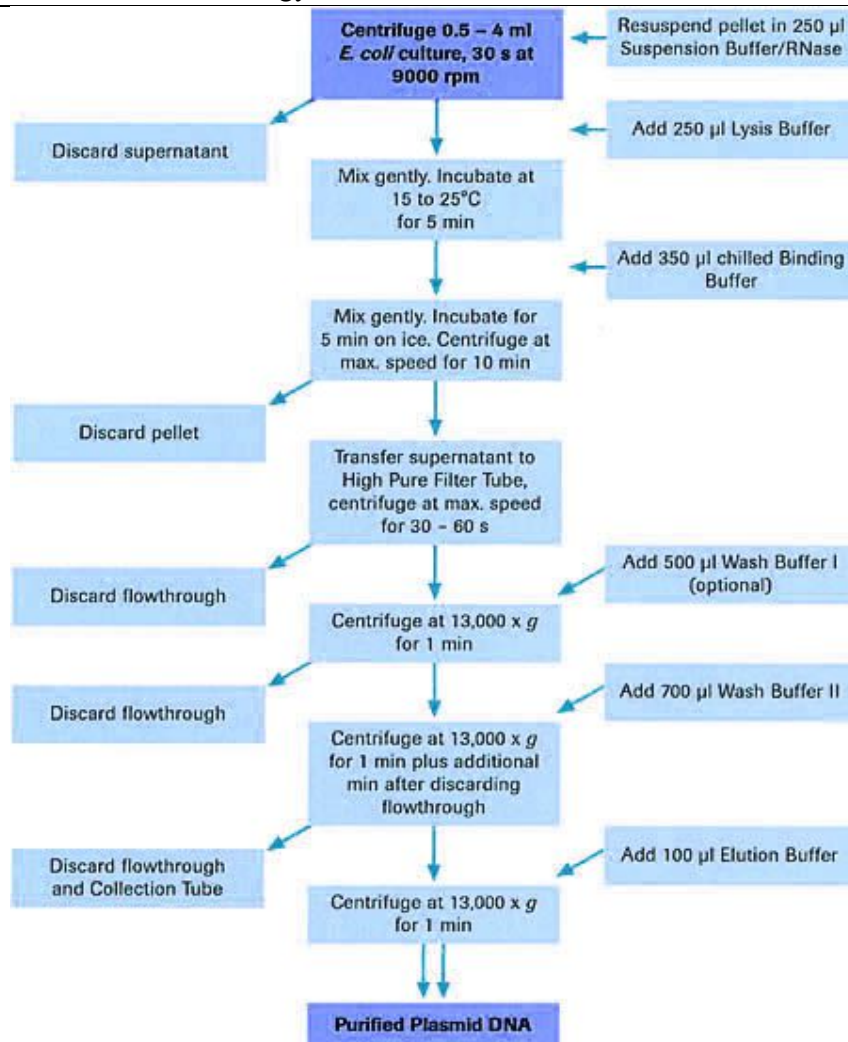 Centrifuge 0.5 – 4 ml
E. coli culture, 30 s at
9000 rpm
Resuspend pellet in 250 µl
Suspension Buffer/RNase
Discard supernatant
Add 250 µl Lysis Buffer
Mix gently. Incubate at
15 to 25°C
for 5 min
Add 350 µl chilled Binding
Buffer
Mix gently. Incubate for
5 min on ice. Centrifuge at
max. speed for 10 min
Discard pellet
Transfer supernatant to
High Pure Filter Tube,
centrifuge at max. speed
for 30 – 60 s
Discard flowthrough
Add 500 µl Wash Buffer I
(optional)
Centrifuge at 13,000 x g
for 1 min
Discard flowthrough
Add 700 µl Wash Buffer II
Centrifuge at 13,000 x g
for 1 min plus additional
min after discarding
flowthrough
Discard flowthrough
and Collection Tube
Add 100 µl Elution Buffer
Centrifuge at 13,000 x g
for 1 min
Purified Plasmid DNA